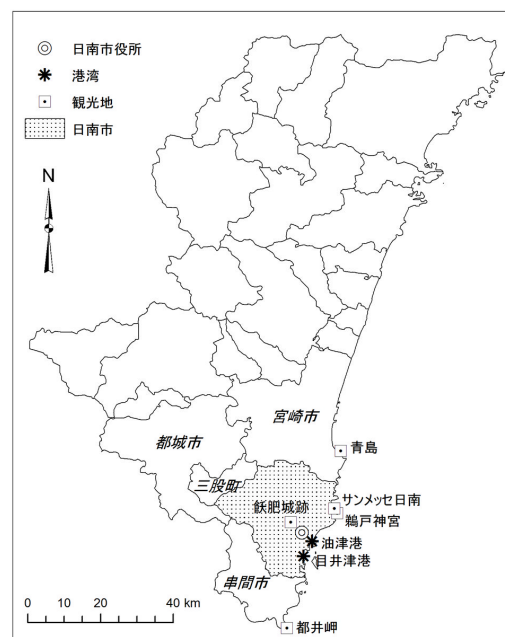 日南市役所
港湾
観光地
日南市
N
宮崎市
青島
都城市
三股町
サンメッセ日南
飫肥城跡
鵜戸神宮
油津港
目井津港
串間市
0 10 20 40 km
都井岬